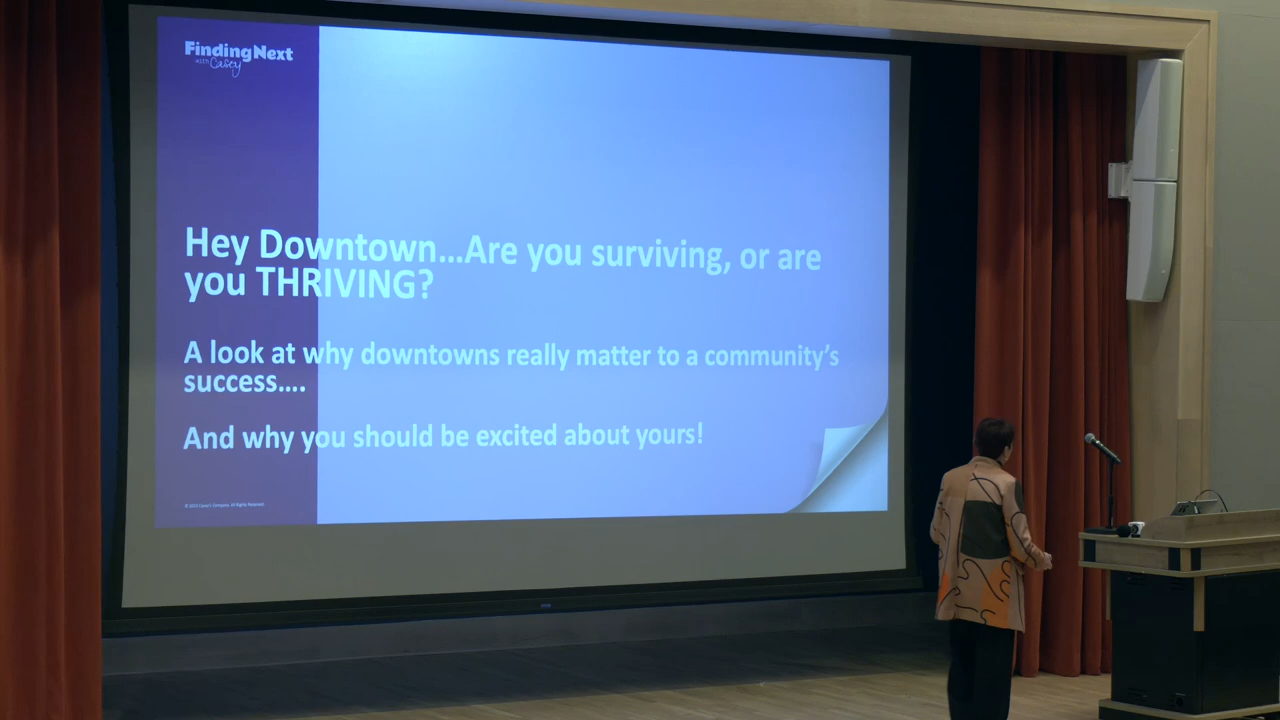 FindingNext
with Casey
Hey Downtown...Are you surviving, or are
you THRIVING?
A look at why downtowns really matter to a community's
success....
And why you should be excited about yours!